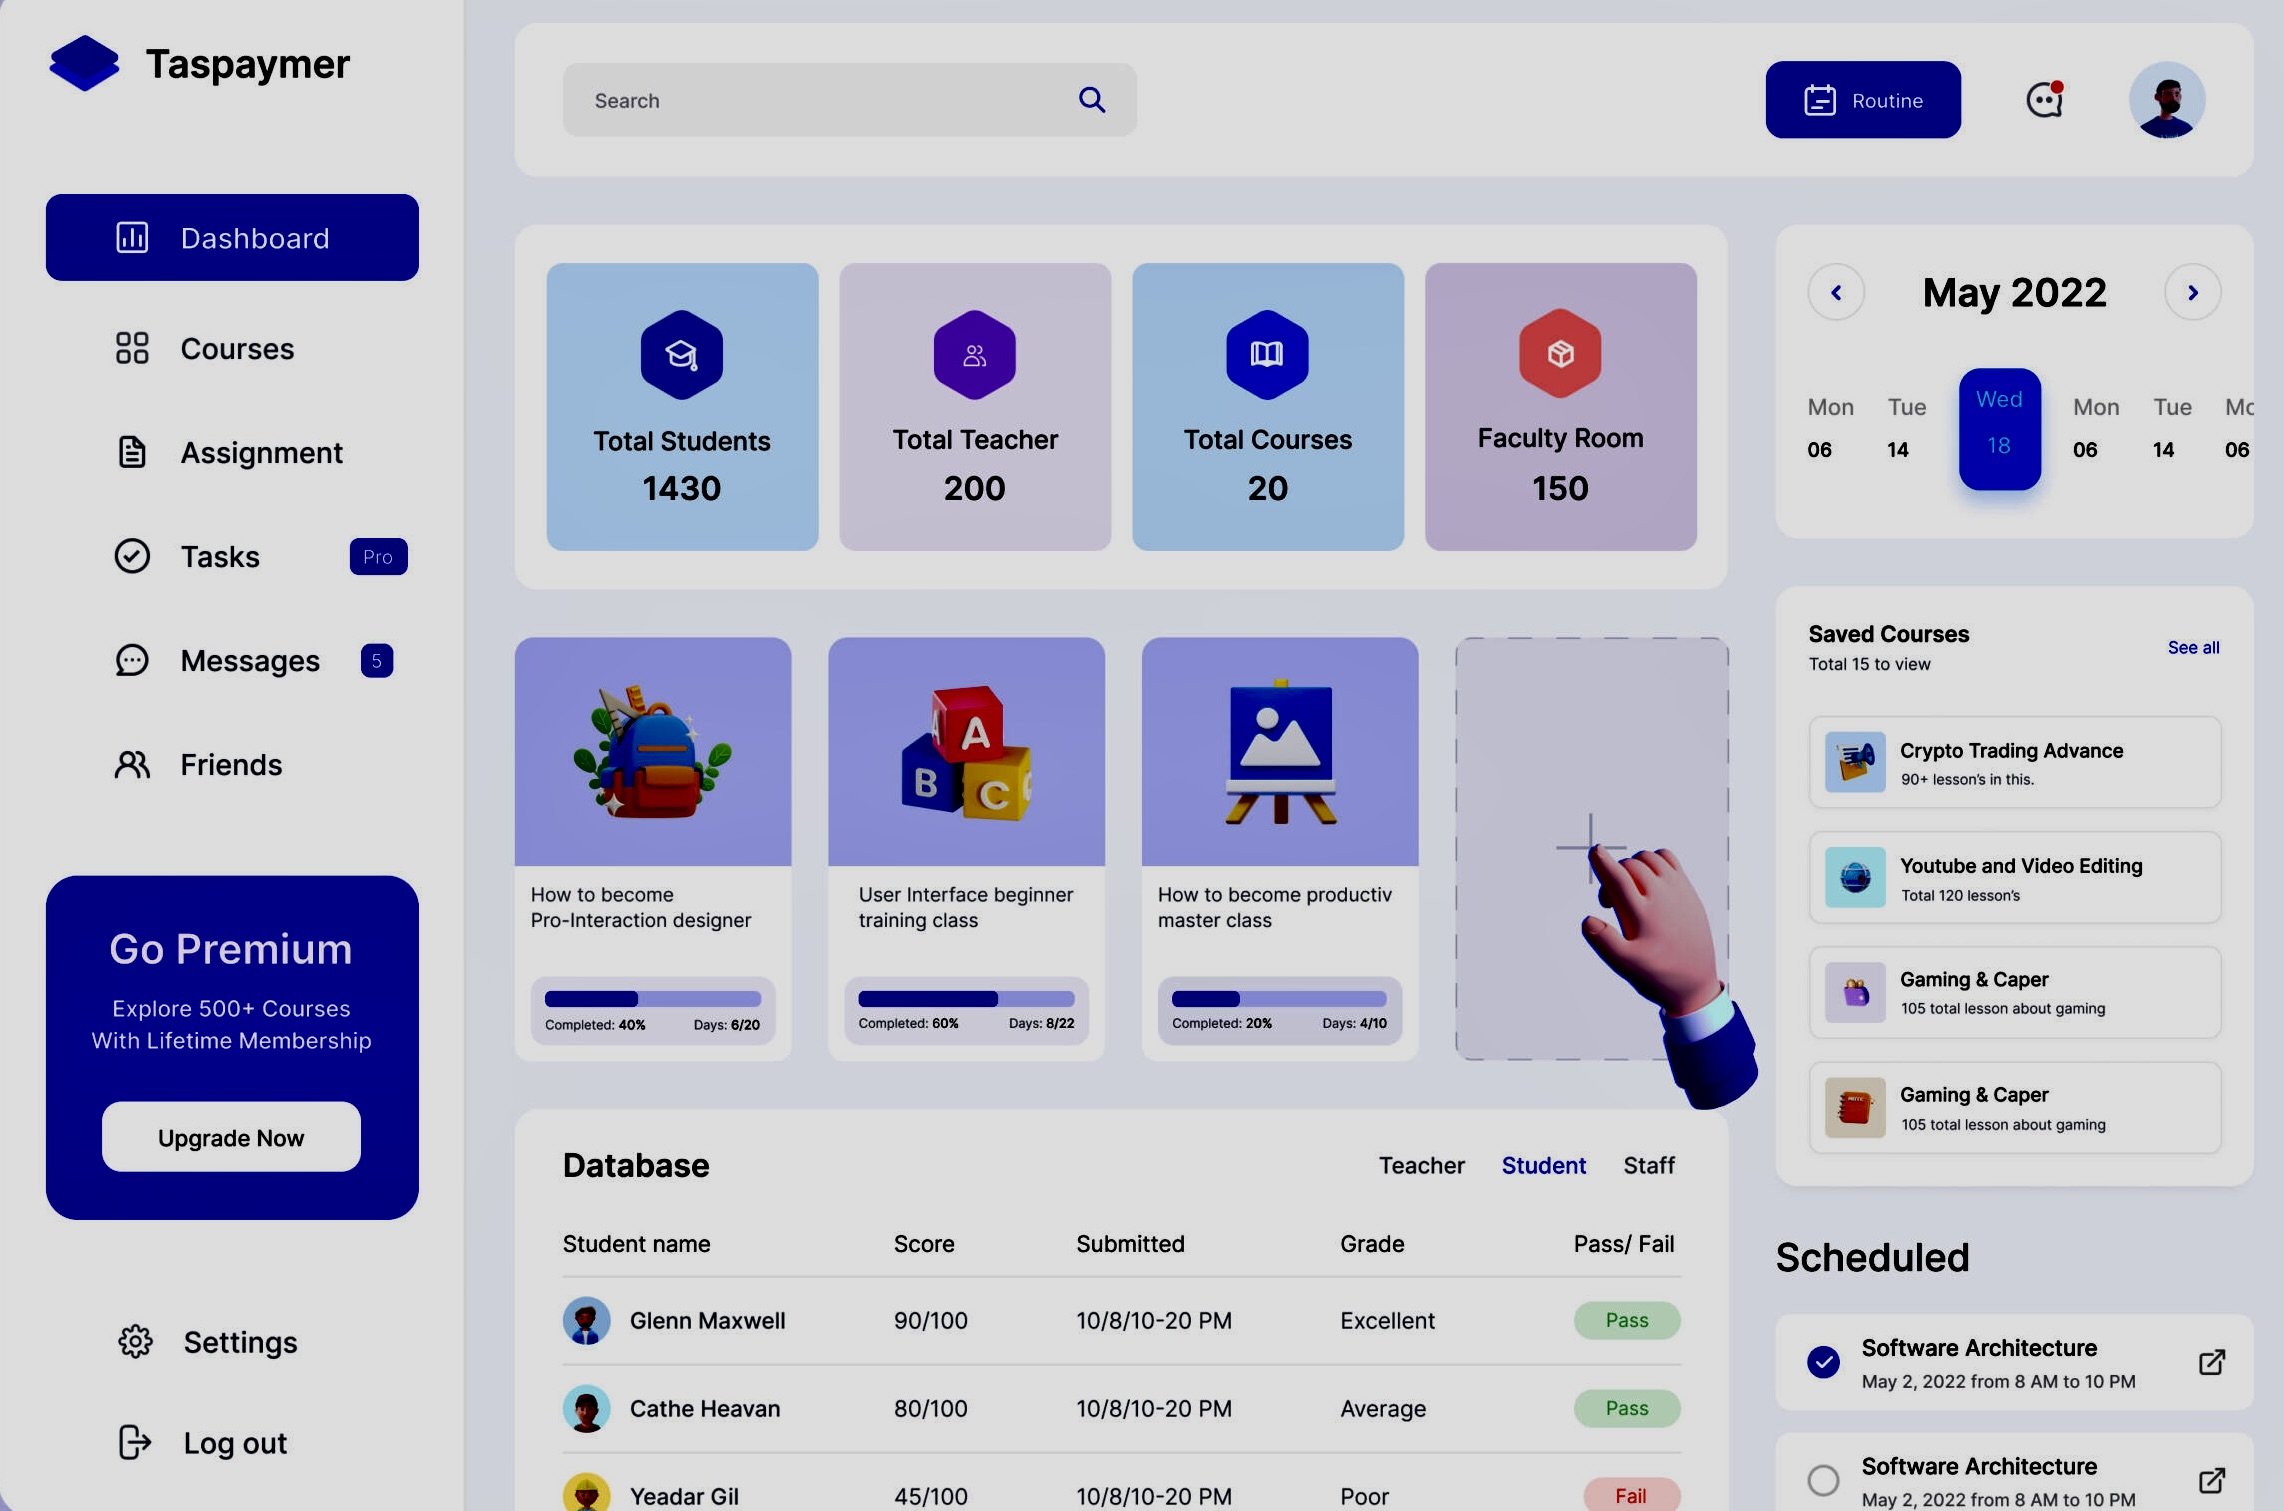 Taspaymer
Dashboard
Courses
Assignment
Tasks
Pro
Messages
5
Friends
Go Premium
Explore 500+ Courses
With Lifetime Membership
Upgrade Now
Settings
Log out
Search
Routine
Total Students
1430
Total Teacher
200
Total Courses
20
Faculty Room
150
How to become
Pro-Interaction designer
Completed: 40% Days: 6/20
User Interface beginner
training class
Completed: 60% Days: 8/22
How to become productiv
master class
Completed: 20% Days: 4/10
Database
Teacher Student Staff
Student name Score Submitted Grade Pass/ Fail
Glenn Maxwell 90/100 10/8/10-20 PM Excellent Pass
Cathe Heavan 80/100 10/8/10-20 PM Average Pass
Yeadar Gil 45/100 10/8/10-20 PM Poor Fail
May 2022
Mon Tue Wed Mon Tue Mo
06 14 18 06 14 06
Saved Courses
See all
Total 15 to view
Crypto Trading Advance
90+ lesson's in this.
Youtube and Video Editing
Total 120 lesson's
Gaming & Caper
105 total lesson about gaming
Gaming & Caper
105 total lesson about gaming
Scheduled
Software Architecture
May 2, 2022 from 8 AM to 10 PM
Software Architecture
May 2, 2022 from 8 AM to 10 PM
A
A
B
C